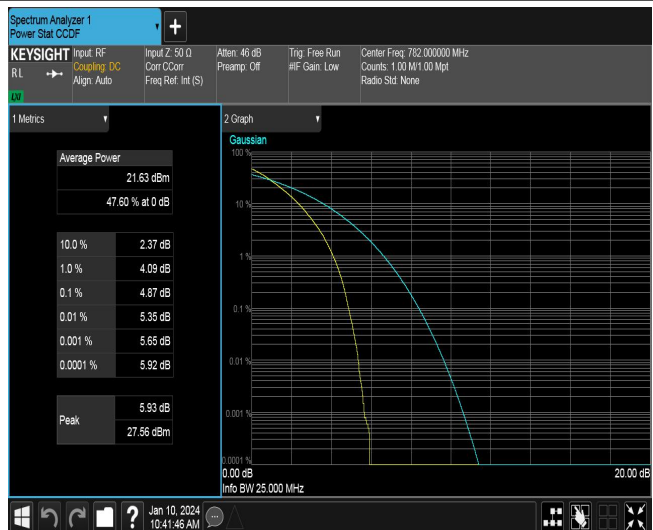 Spectrum Analyzer 1
Power Stat CCDF
+
KEYSIGHT
RL
LXI
Input: RF
Coupling: DC
Align: Auto
Input Z: 50 Ω
Corr CCorr
Freq Ref: Int (S)
Atten: 46 dB
Preamp: Off
Trig: Free Run
#IF Gain: Low
Center Freq: 782.000000 MHz
Counts: 1.00 M/1.00 Mpt
Radio Std: None
1 Metrics
Average Power
21.63 dBm
47.60 % at 0 dB
10.0 % 2.37 dB
1.0 % 4.09 dB
0.1 % 4.87 dB
0.01 % 5.35 dB
0.001 % 5.65 dB
0.0001 % 5.92 dB
Peak
5.93 dB
27.56 dBm
2 Graph
Gaussian
100 %
10 %
1 %
0.1 %
0.01 %
0.001 %
0.0001 %
0.00 dB
20.00 dB
Info BW 25.000 MHz
?
Jan 10, 2024
10:41:46 AM